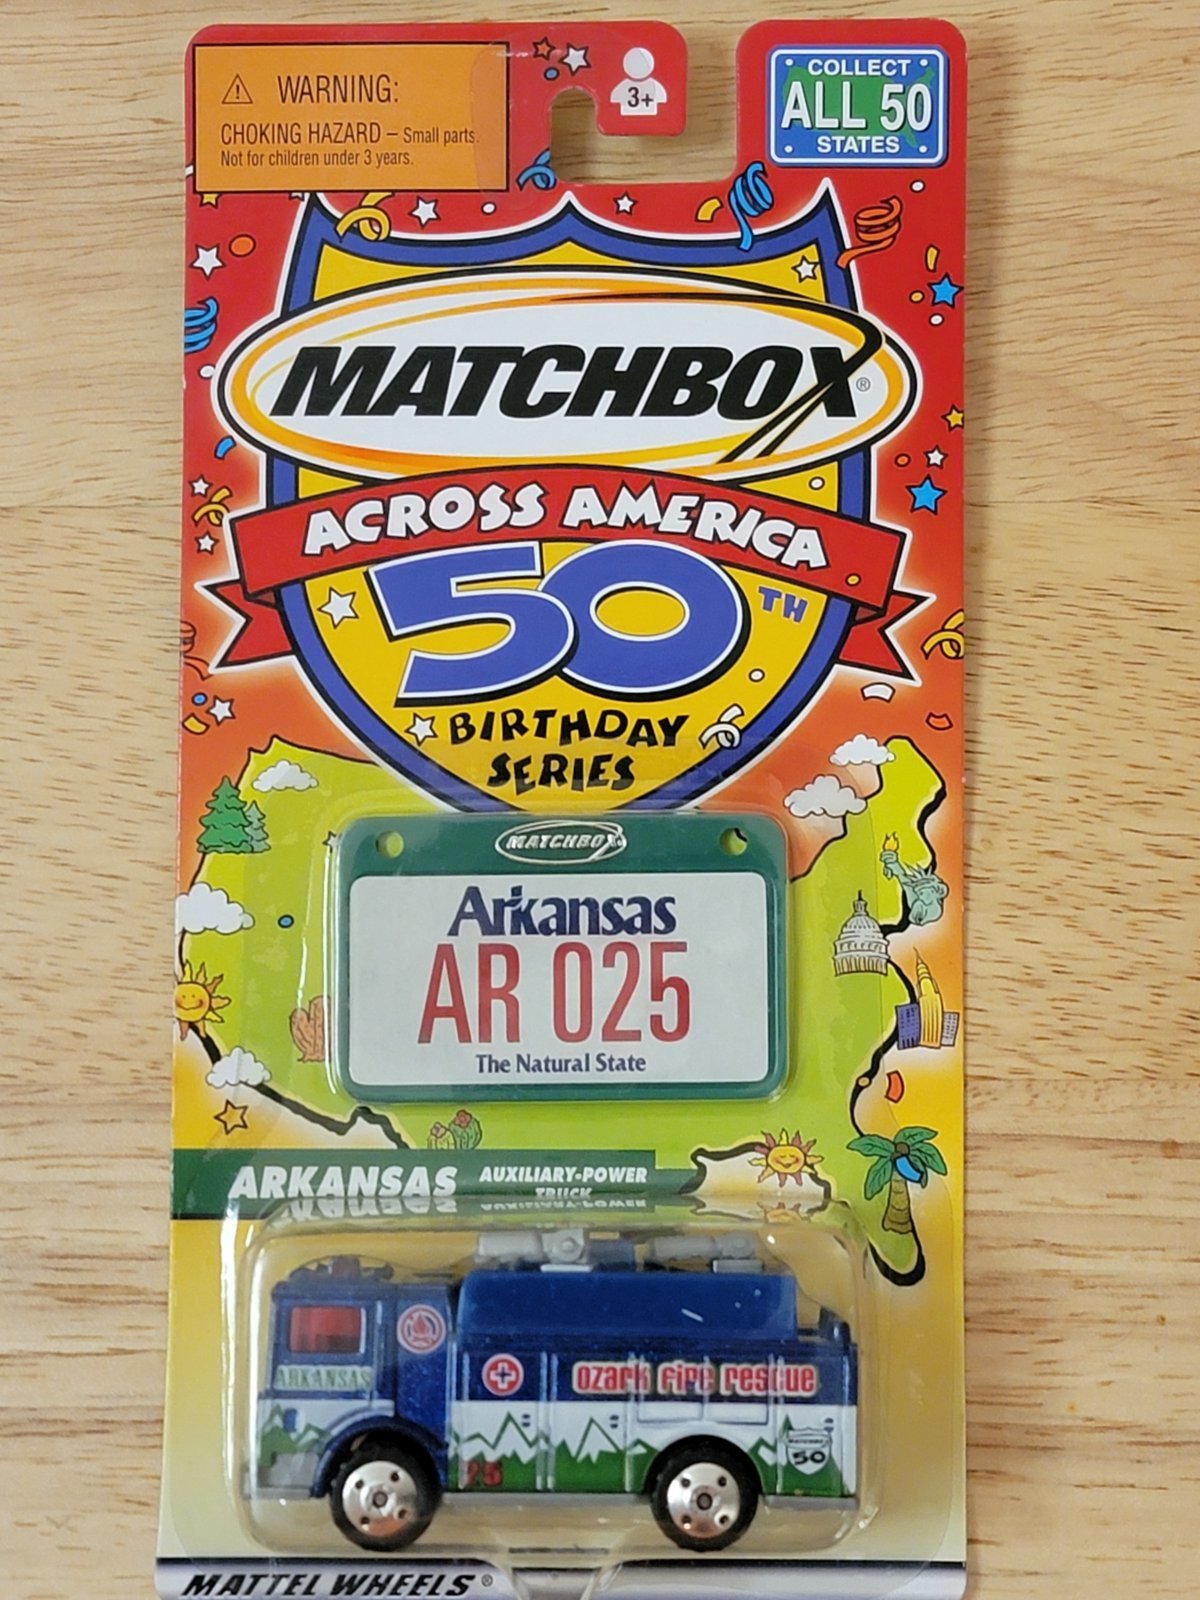 WARNING:
CHOKING HAZARD – Small parts.
Not for children under 3 years.
3+
COLLECT
ALL 50
STATES
MATCHBOX®
ACROSS AMERICA
50TH
BIRTHDAY
SERIES
MATCHBOX
Arkansas
AR 025
The Natural State
ARKANSAS
AUXILIARY-POWER
TRUCK
ARKANSAS
ozark fire rescue
25
MATCHBOX
50
MATTEL WHEELS®